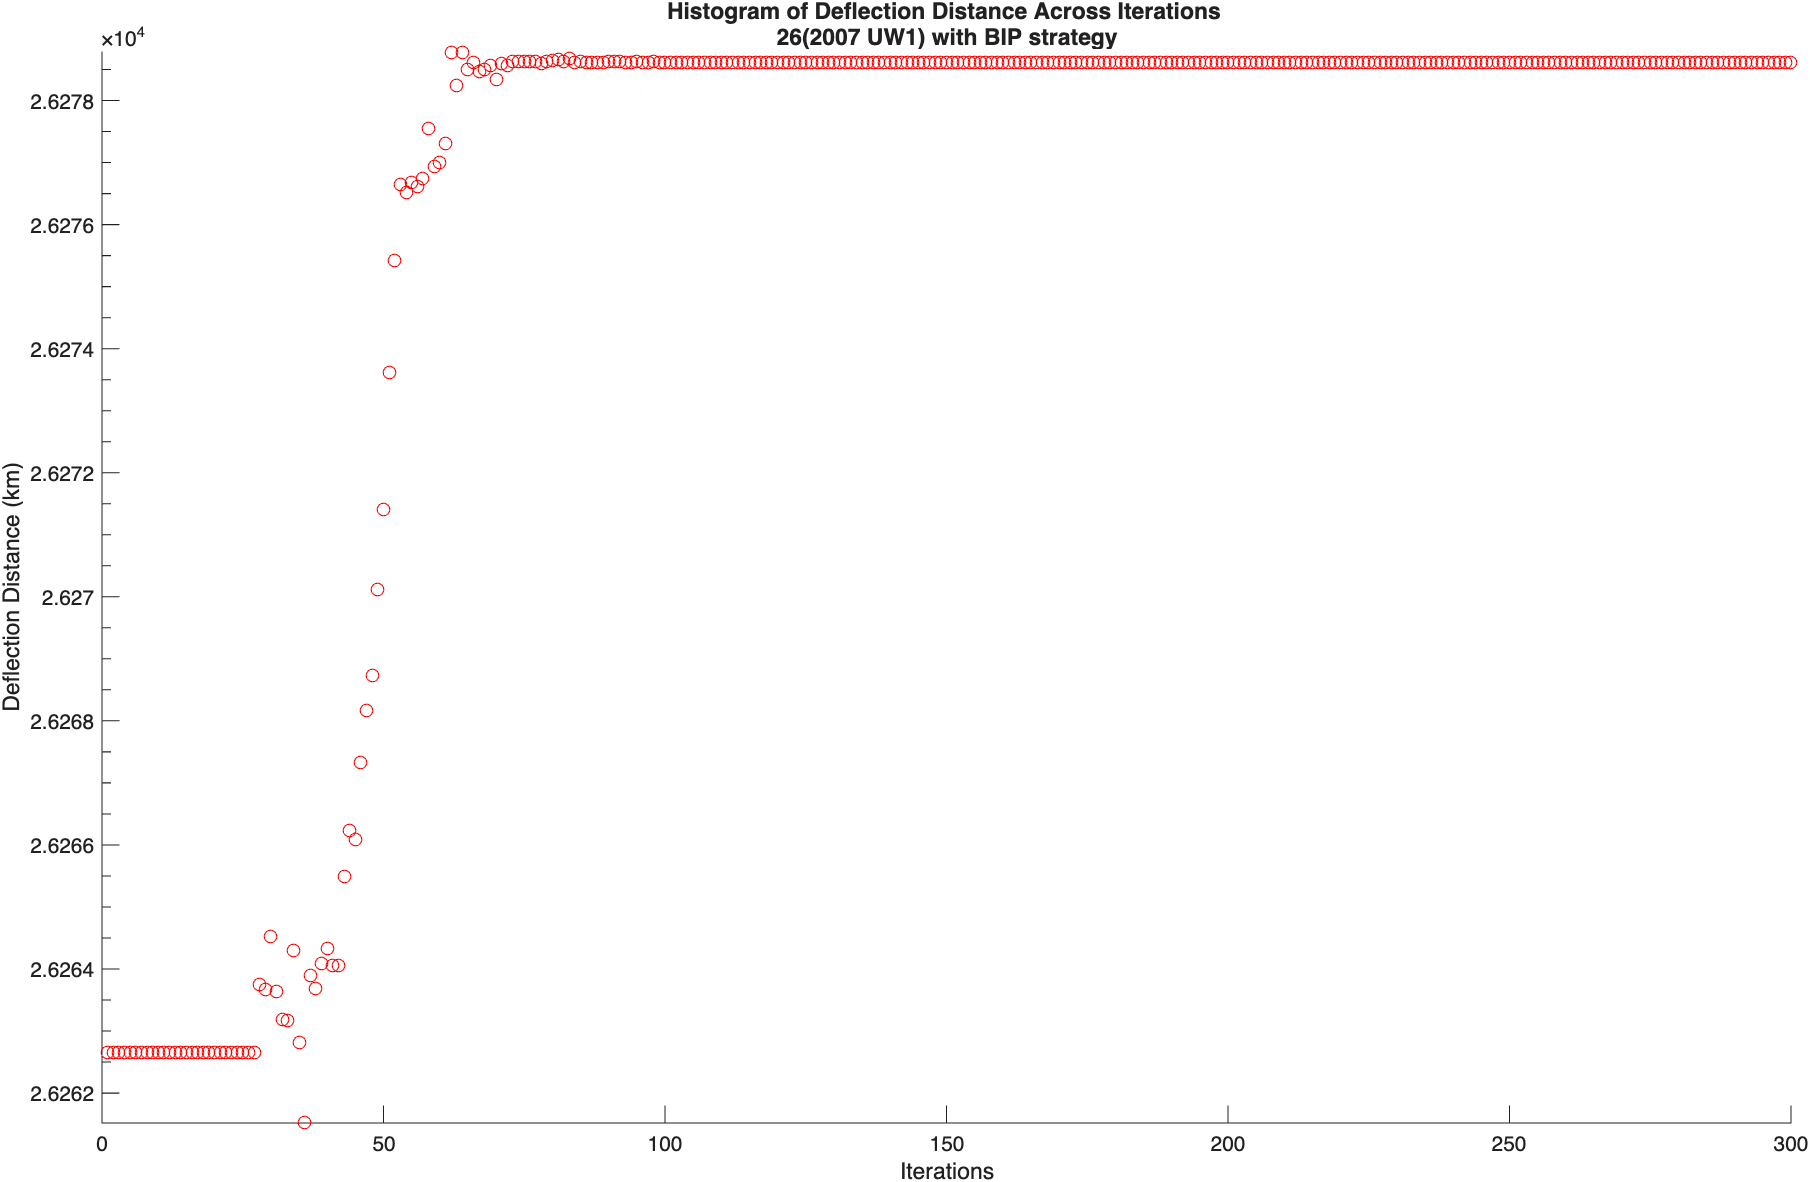 Histogram of Deflection Distance Across Iterations
26(2007 UW1) with BIP strategy
×10⁴
2.6278
2.6276
2.6274
2.6272
2.627
2.6268
2.6266
2.6264
2.6262
Deflection Distance (km)
0 50 100 150 200 250 300
Iterations